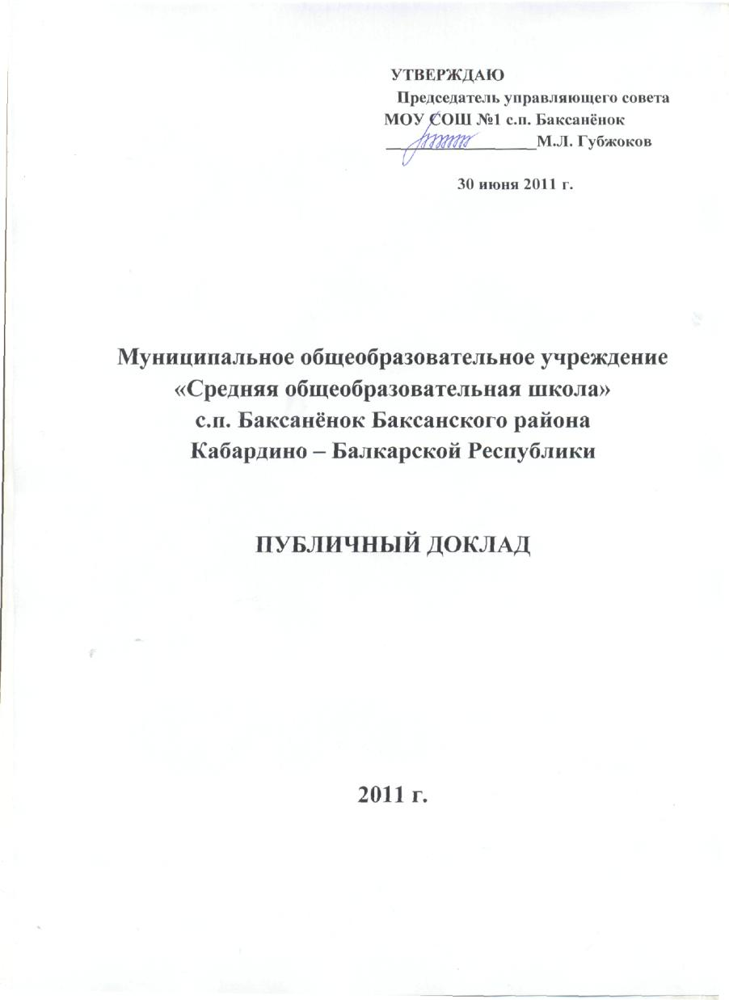 УТВЕРЖДАЮ
Председатель управляющего совета
МОУ СОШ №1 с.п. Баксанёнок
__________________М.Л. Губжоков
30 июня 2011 г.
Муниципальное общеобразовательное учреждение
«Средняя общеобразовательная школа»
с.п. Баксанёнок Баксанского района
Кабардино – Балкарской Республики
ПУБЛИЧНЫЙ ДОКЛАД
2011 г.